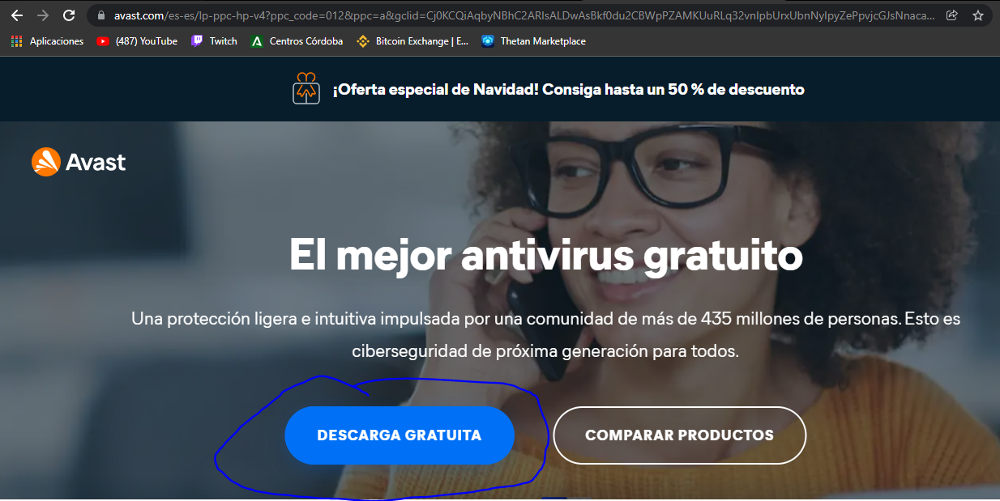 avast.com/es-es/lp-ppc-hp-v4?ppc_code=012&ppc=a&gclid=Cj0KCQiAqbyNBhC2ARIsALDwAsBkf0du2CBWpPZAMKUuRLq32vnIpbUrxUbnNyIpyZePpvjcGJsNnaca...
Aplicaciones (487) YouTube Twitch Centros Córdoba Bitcoin Exchange | E... Thetan Marketplace
¡Oferta especial de Navidad! Consiga hasta un 50 % de descuento
Avast
El mejor antivirus gratuito
Una protección ligera e intuitiva impulsada por una comunidad de más de 435 millones de personas. Esto es
ciberseguridad de próxima generación para todos.
DESCARGA GRATUITA COMPARAR PRODUCTOS